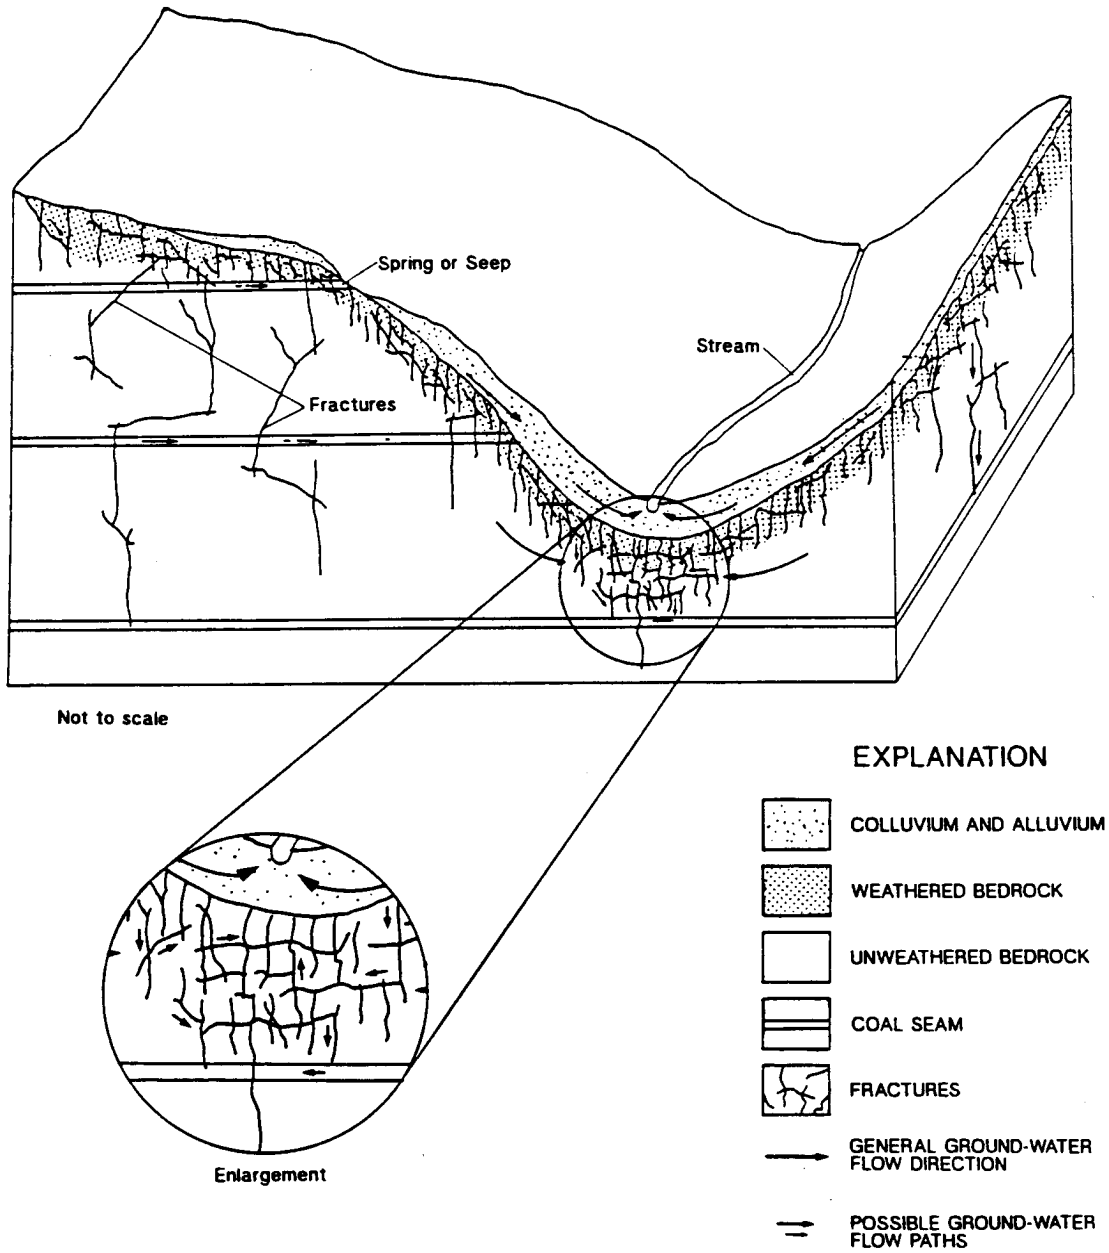 Spring or Seep
Stream
Fractures
Not to scale
EXPLANATION
COLLUVIUM AND ALLUVIUM
WEATHERED BEDROCK
UNWEATHERED BEDROCK
COAL SEAM
FRACTURES
GENERAL GROUND-WATER
FLOW DIRECTION
POSSIBLE GROUND-WATER
FLOW PATHS
Enlargement